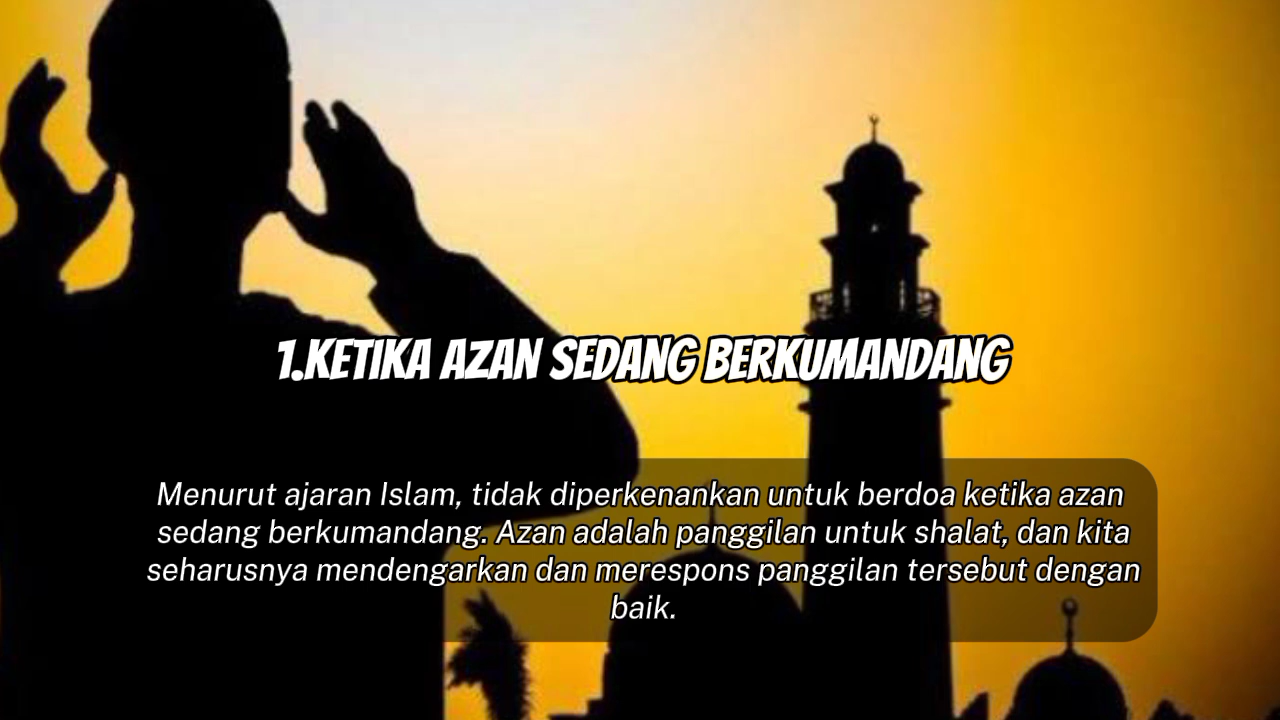 1.KETIKA AZAN SEDANG BERKUMANDANG
Menurut ajaran Islam, tidak diperkenankan untuk berdoa ketika azan
sedang berkumandang. Azan adalah panggilan untuk shalat, dan kita
seharusnya mendengarkan dan merespons panggilan tersebut dengan
baik.